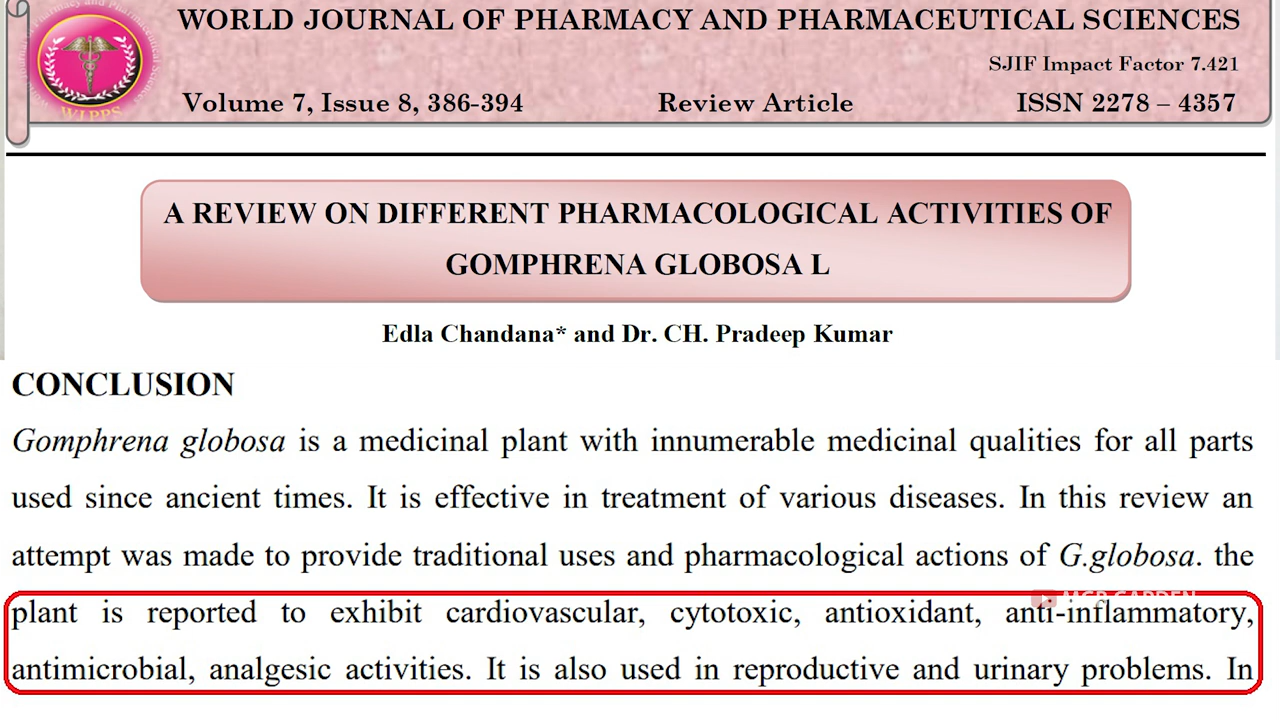 WORLD JOURNAL OF PHARMACY AND PHARMACEUTICAL SCIENCES
SJIF Impact Factor 7.421
Volume 7, Issue 8, 386-394 Review Article ISSN 2278 – 4357
WJPPS
A REVIEW ON DIFFERENT PHARMACOLOGICAL ACTIVITIES OF
GOMPHRENA GLOBOSA L
Edla Chandana* and Dr. CH. Pradeep Kumar
CONCLUSION
Gomphrena globosa is a medicinal plant with innumerable medicinal qualities for all parts
used since ancient times. It is effective in treatment of various diseases. In this review an
attempt was made to provide traditional uses and pharmacological actions of G.globosa. the
plant is reported to exhibit cardiovascular, cytotoxic, antioxidant, anti-inflammatory,
antimicrobial, analgesic activities. It is also used in reproductive and urinary problems. In